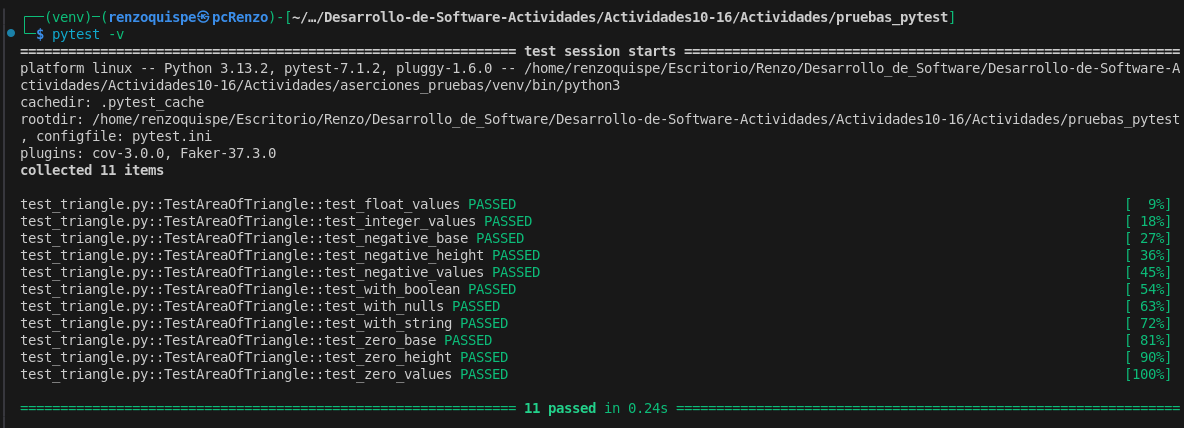 ┌──(venv)─(renzoquispe㉿pcRenzo)-[~/…/Desarrollo-de-Software-Actividades/Actividades10-16/Actividades/pruebas_pytest]
└─$ pytest -v
============================================================== test session starts ==============================================================
platform linux -- Python 3.13.2, pytest-7.1.2, pluggy-1.6.0 -- /home/renzoquispe/Escritorio/Renzo/Desarrollo_de_Software/Desarrollo-de-Software-A
ctividades/Actividades10-16/Actividades/aserciones_pruebas/venv/bin/python3
cachedir: .pytest_cache
rootdir: /home/renzoquispe/Escritorio/Renzo/Desarrollo_de_Software/Desarrollo-de-Software-Actividades/Actividades10-16/Actividades/pruebas_pytest
, configfile: pytest.ini
plugins: cov-3.0.0, Faker-37.3.0
collected 11 items
test_triangle.py::TestAreaOfTriangle::test_float_values PASSED [  9%]
test_triangle.py::TestAreaOfTriangle::test_integer_values PASSED [ 18%]
test_triangle.py::TestAreaOfTriangle::test_negative_base PASSED [ 27%]
test_triangle.py::TestAreaOfTriangle::test_negative_height PASSED [ 36%]
test_triangle.py::TestAreaOfTriangle::test_negative_values PASSED [ 45%]
test_triangle.py::TestAreaOfTriangle::test_with_boolean PASSED [ 54%]
test_triangle.py::TestAreaOfTriangle::test_with_nulls PASSED [ 63%]
test_triangle.py::TestAreaOfTriangle::test_with_string PASSED [ 72%]
test_triangle.py::TestAreaOfTriangle::test_zero_base PASSED [ 81%]
test_triangle.py::TestAreaOfTriangle::test_zero_height PASSED [ 90%]
test_triangle.py::TestAreaOfTriangle::test_zero_values PASSED [100%]
============================================================== 11 passed in 0.24s ===============================================================